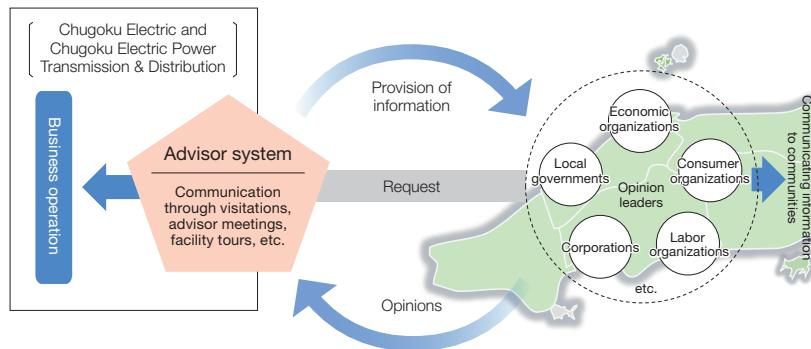 Chugoku Electric and
Chugoku Electric Power
Transmission & Distribution
Business operation
Advisor system
Communication
through visitations,
advisor meetings,
facility tours, etc.
Provision of
information
Request
Opinions
Economic
organizations
Local
governments
Consumer
organizations
Opinion
leaders
Corporations
Labor
organizations
etc.
Communicating information
to communities